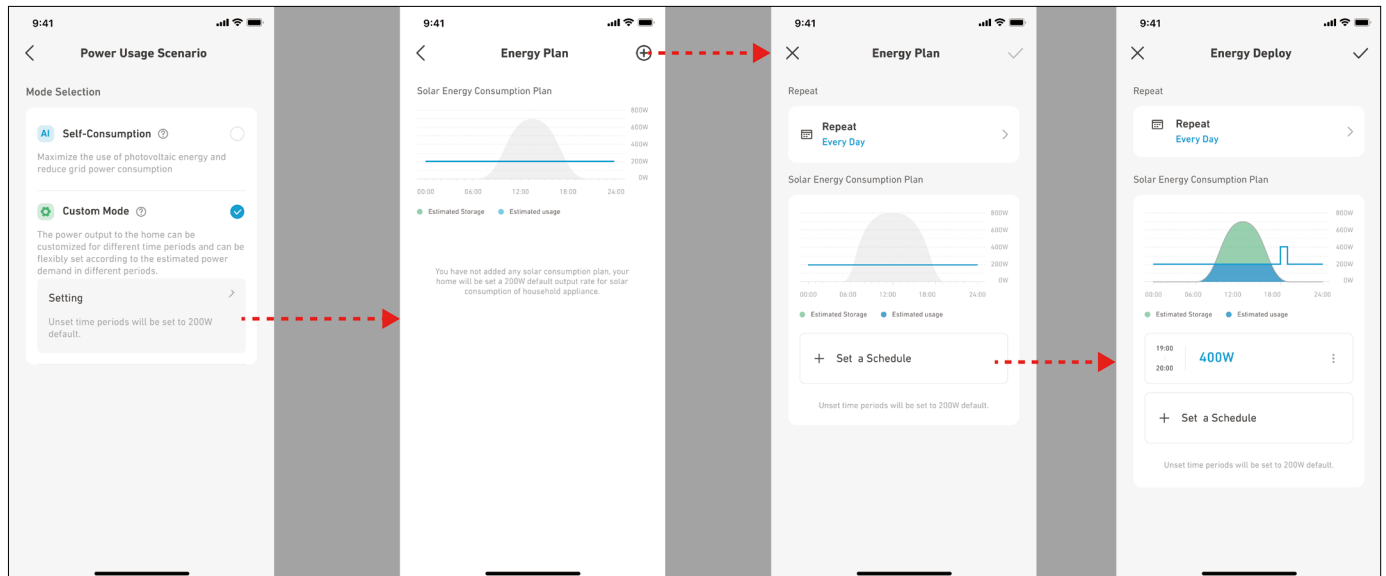 9:41
Power Usage Scenario
Mode Selection
AI Self-Consumption ?
Maximize the use of photovoltaic energy and
reduce grid power consumption
Custom Mode ?
The power output to the home can be
customized for different time periods and can be
flexibly set according to the estimated power
demand in different periods.
Setting
Unset time periods will be set to 200W
default.
9:41
Energy Plan
Solar Energy Consumption Plan
800W
600W
400W
200W
0W
00:00 06:00 12:00 18:00 24:00
Estimated Storage Estimated usage
You have not added any solar consumption plan, your
home will be set a 200W default output rate for solar
consumption of household appliance.
9:41
Energy Plan
Repeat
Repeat
Every Day
Solar Energy Consumption Plan
800W
600W
400W
200W
0W
00:00 06:00 12:00 18:00 24:00
Estimated Storage Estimated usage
+ Set a Schedule
Unset time periods will be set to 200W default.
9:41
Energy Deploy
Repeat
Repeat
Every Day
Solar Energy Consumption Plan
800W
600W
400W
200W
0W
00:00 06:00 12:00 18:00 24:00
Estimated Storage Estimated usage
19:00
400W
20:00
+ Set a Schedule
Unset time periods will be set to 200W default.